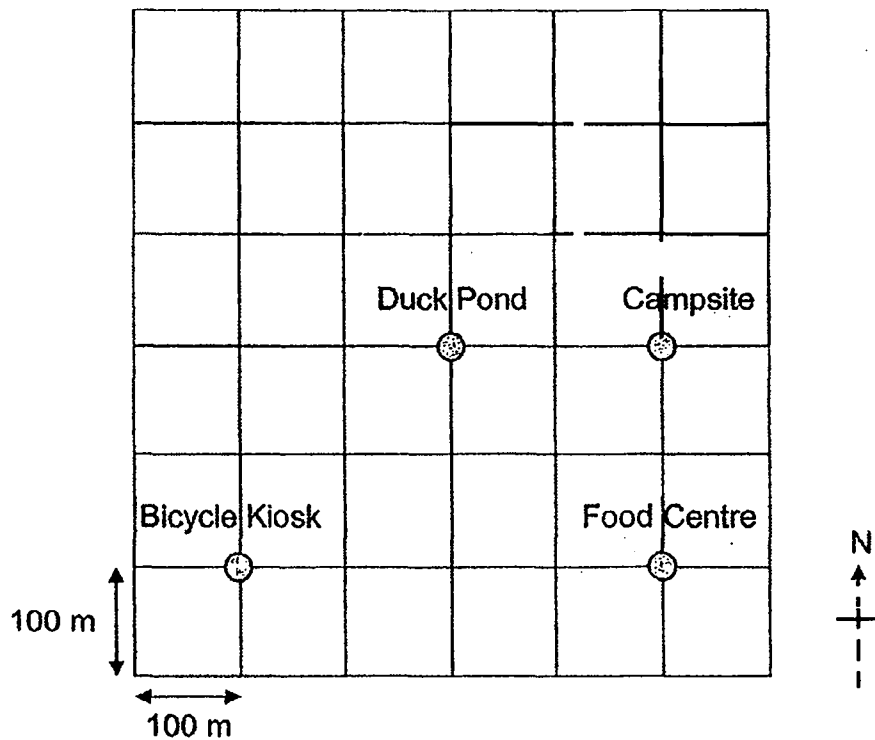 Duck Pond
Campsite
Bicycle Kiosk
Food Centre
N
100 m
100 m